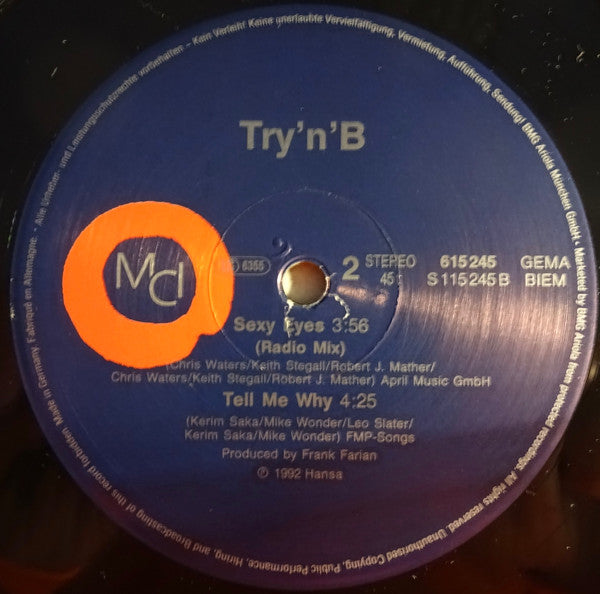 Alle Urheber- und Leistungsschutzrechte vorbehalten – Kein Verleih! Keine unerlaubte Vervielfältigung, Vermietung, Aufführung, Sendung! BMG Ariola München GmbH · Marketed by BMG Ariola from protected recordings. All rights reserved. Unauthorised Copying, Public Performance, Hiring, and Broadcasting of this record forbidden. Made in Germany. Fabriqué en Allemagne.
Try'n'B
MCI
6355
2 STEREO 615245 GEMA
45 S 115 245 B BIEM
Sexy Eyes 3:56
(Radio Mix)
(Chris Waters/Keith Stegall/Robert J. Mather/
Chris Waters/Keith Stegall/Robert J. Mather) April Music GmbH
Tell Me Why 4:25
(Kerim Saka/Mike Wonder/Leo Slater/
Kerim Saka/Mike Wonder) FMP-Songs
Produced by Frank Farian
℗ 1992 Hansa